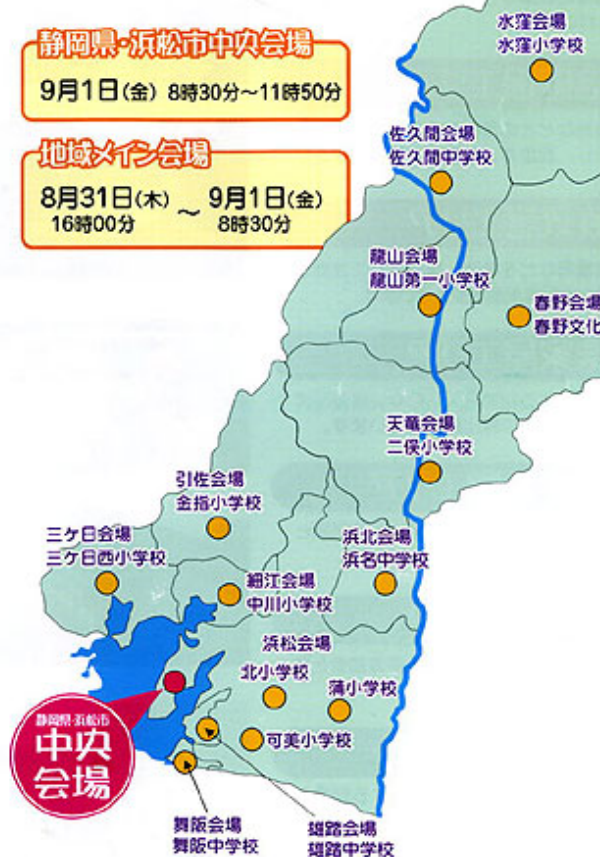 静岡県・浜松市中央会場
9月1日(金) 8時30分～11時50分
地域メイン会場
8月31日(木) ～ 9月1日(金)
16時00分 8時30分
水窪会場
水窪小学校
佐久間会場
佐久間中学校
龍山会場
龍山第一小学校
春野会場
春野文化
天竜会場
二俣小学校
引佐会場
金指小学校
三ケ日会場
三ケ日西小学校
浜北会場
浜名中学校
細江会場
中川小学校
浜松会場
北小学校
蒲小学校
可美小学校
静岡県・浜松市
中央
会場
舞阪会場
舞阪中学校
雄踏会場
雄踏中学校